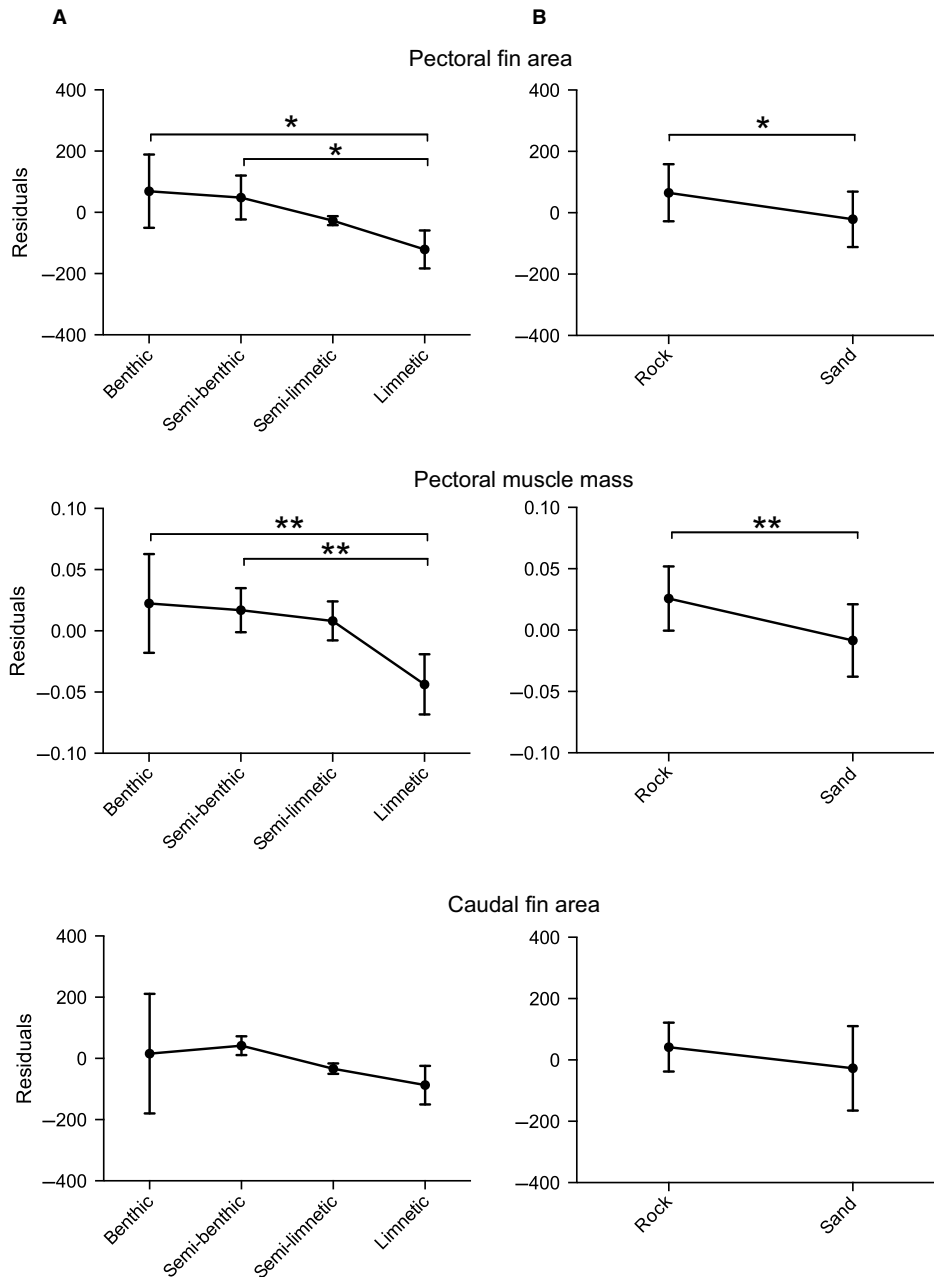 A B
Pectoral fin area
400 400
* *
200 * 200
0 0
Residuals
–200 –200
–400 –400
Benthic Semi-benthic Semi-limnetic Limnetic Rock Sand
Pectoral muscle mass
0.10 0.10
** **
0.05 ** 0.05
0.00 0.00
Residuals
–0.05 –0.05
–0.10 –0.10
Benthic Semi-benthic Semi-limnetic Limnetic Rock Sand
Caudal fin area
400 400
200 200
0 0
Residuals
–200 –200
–400 –400
Benthic Semi-benthic Semi-limnetic Limnetic Rock Sand